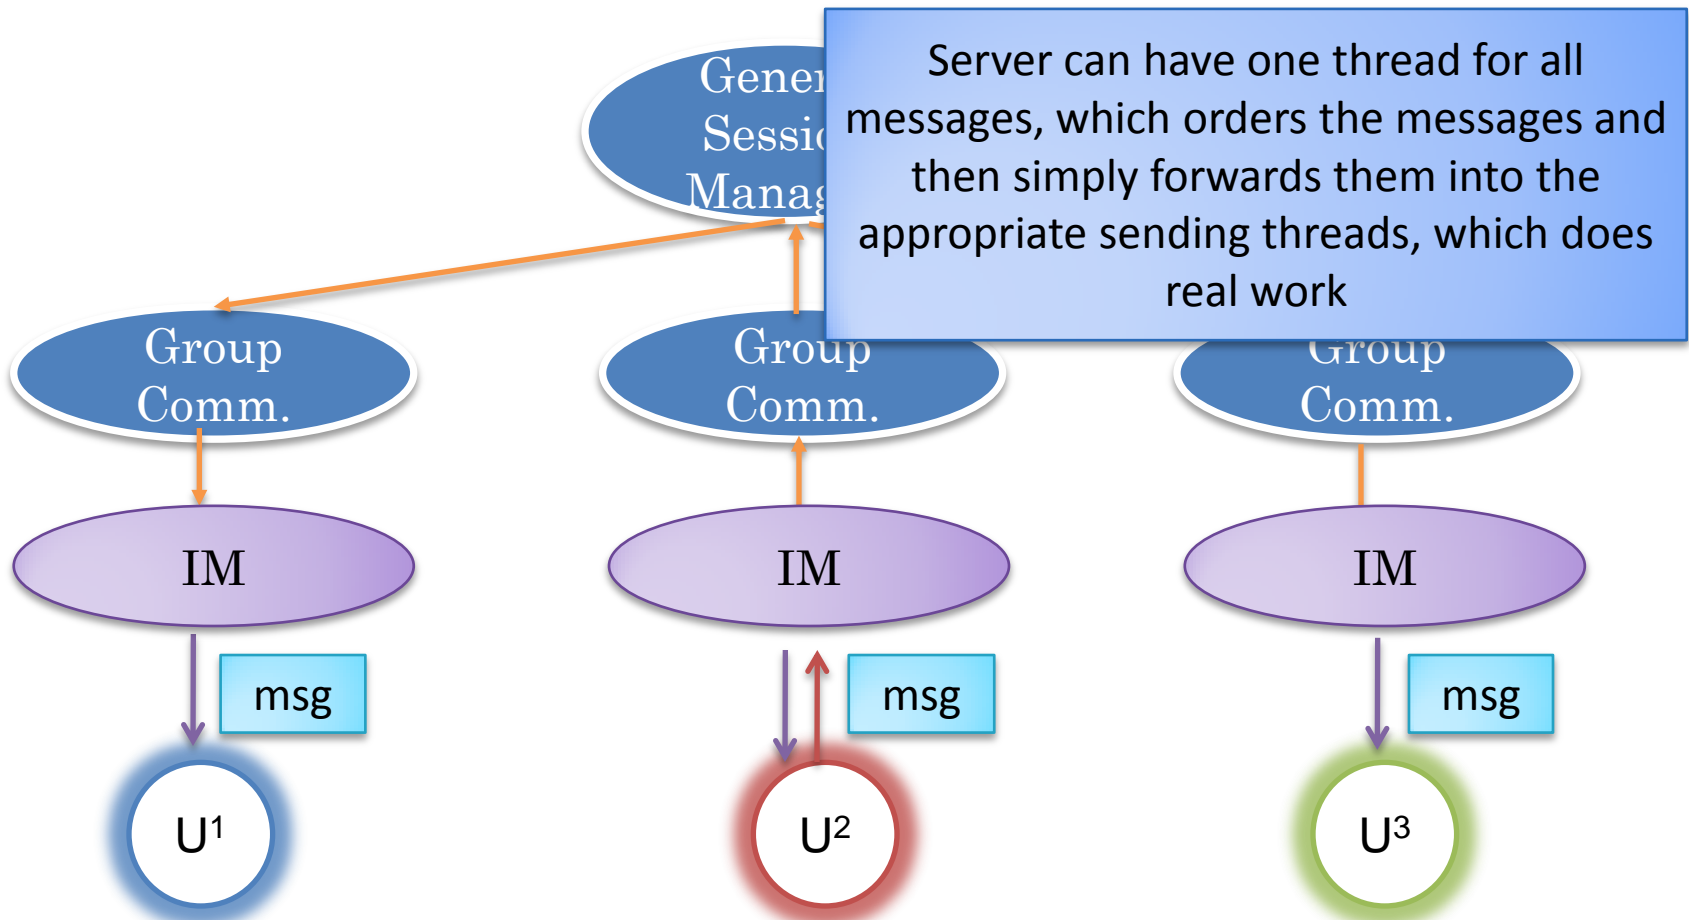 Server can have one thread for all
messages, which orders the messages and
then simply forwards them into the
appropriate sending threads, which does
real work
Gener
Sessio
Manag
Group
Comm.
Group
Comm.
Group
Comm.
IM
IM
IM
msg
msg
msg
U¹
U²
U³